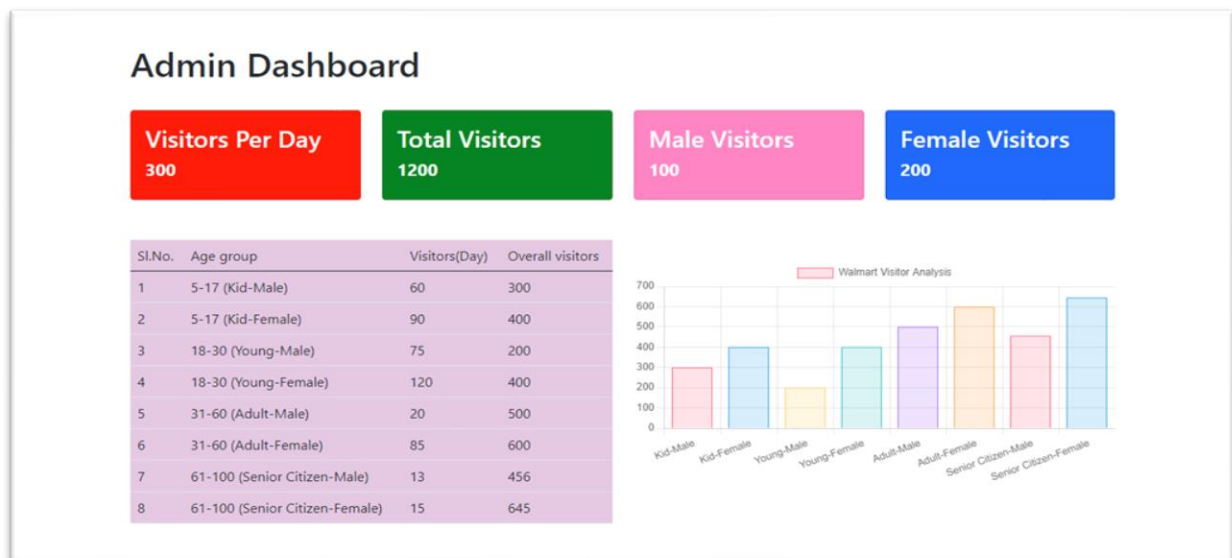 Admin Dashboard
Visitors Per Day
300
Total Visitors
1200
Male Visitors
100
Female Visitors
200
Sl.No. Age group Visitors(Day) Overall visitors
1 5-17 (Kid-Male) 60 300
2 5-17 (Kid-Female) 90 400
3 18-30 (Young-Male) 75 200
4 18-30 (Young-Female) 120 400
5 31-60 (Adult-Male) 20 500
6 31-60 (Adult-Female) 85 600
7 61-100 (Senior Citizen-Male) 13 456
8 61-100 (Senior Citizen-Female) 15 645
Walmart Visitor Analysis
700
600
500
400
300
200
100
0
Kid-Male
Kid-Female
Young-Male
Young-Female
Adult-Male
Adult-Female
Senior Citizen-Male
Senior Citizen-Female